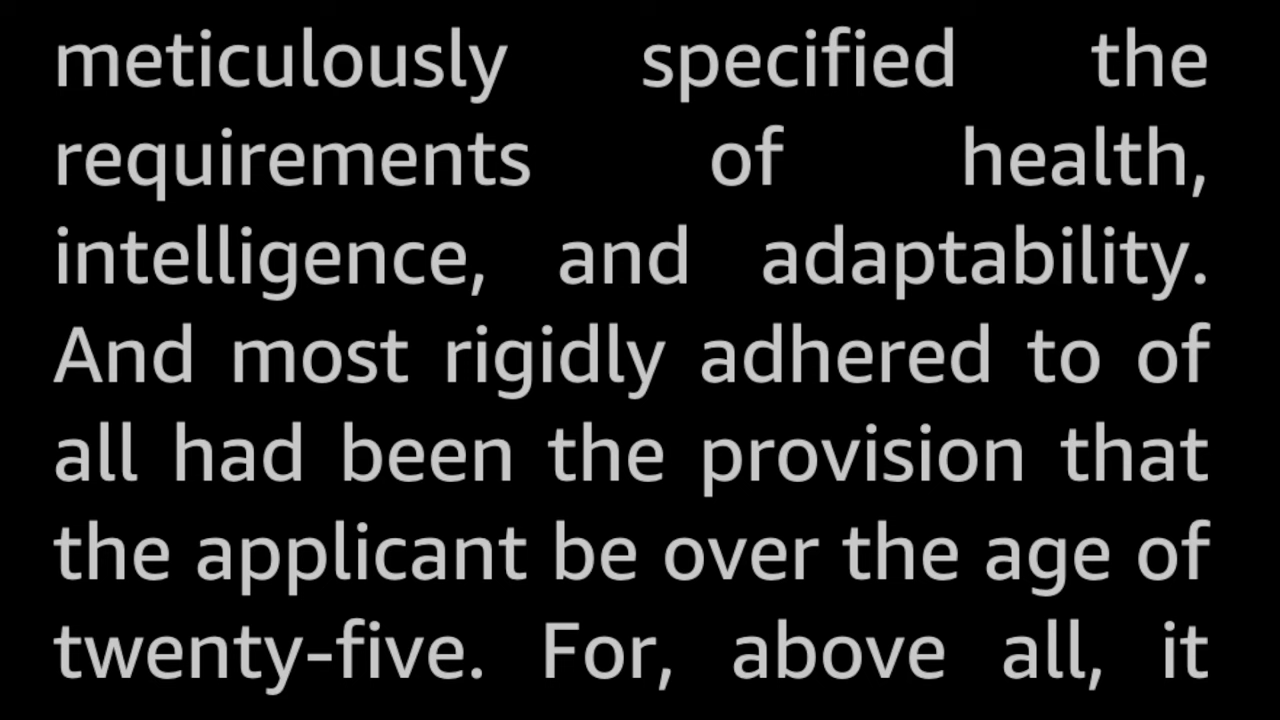 meticulously specified the
requirements of health,
intelligence, and adaptability.
And most rigidly adhered to of
all had been the provision that
the applicant be over the age of
twenty-five. For, above all, it